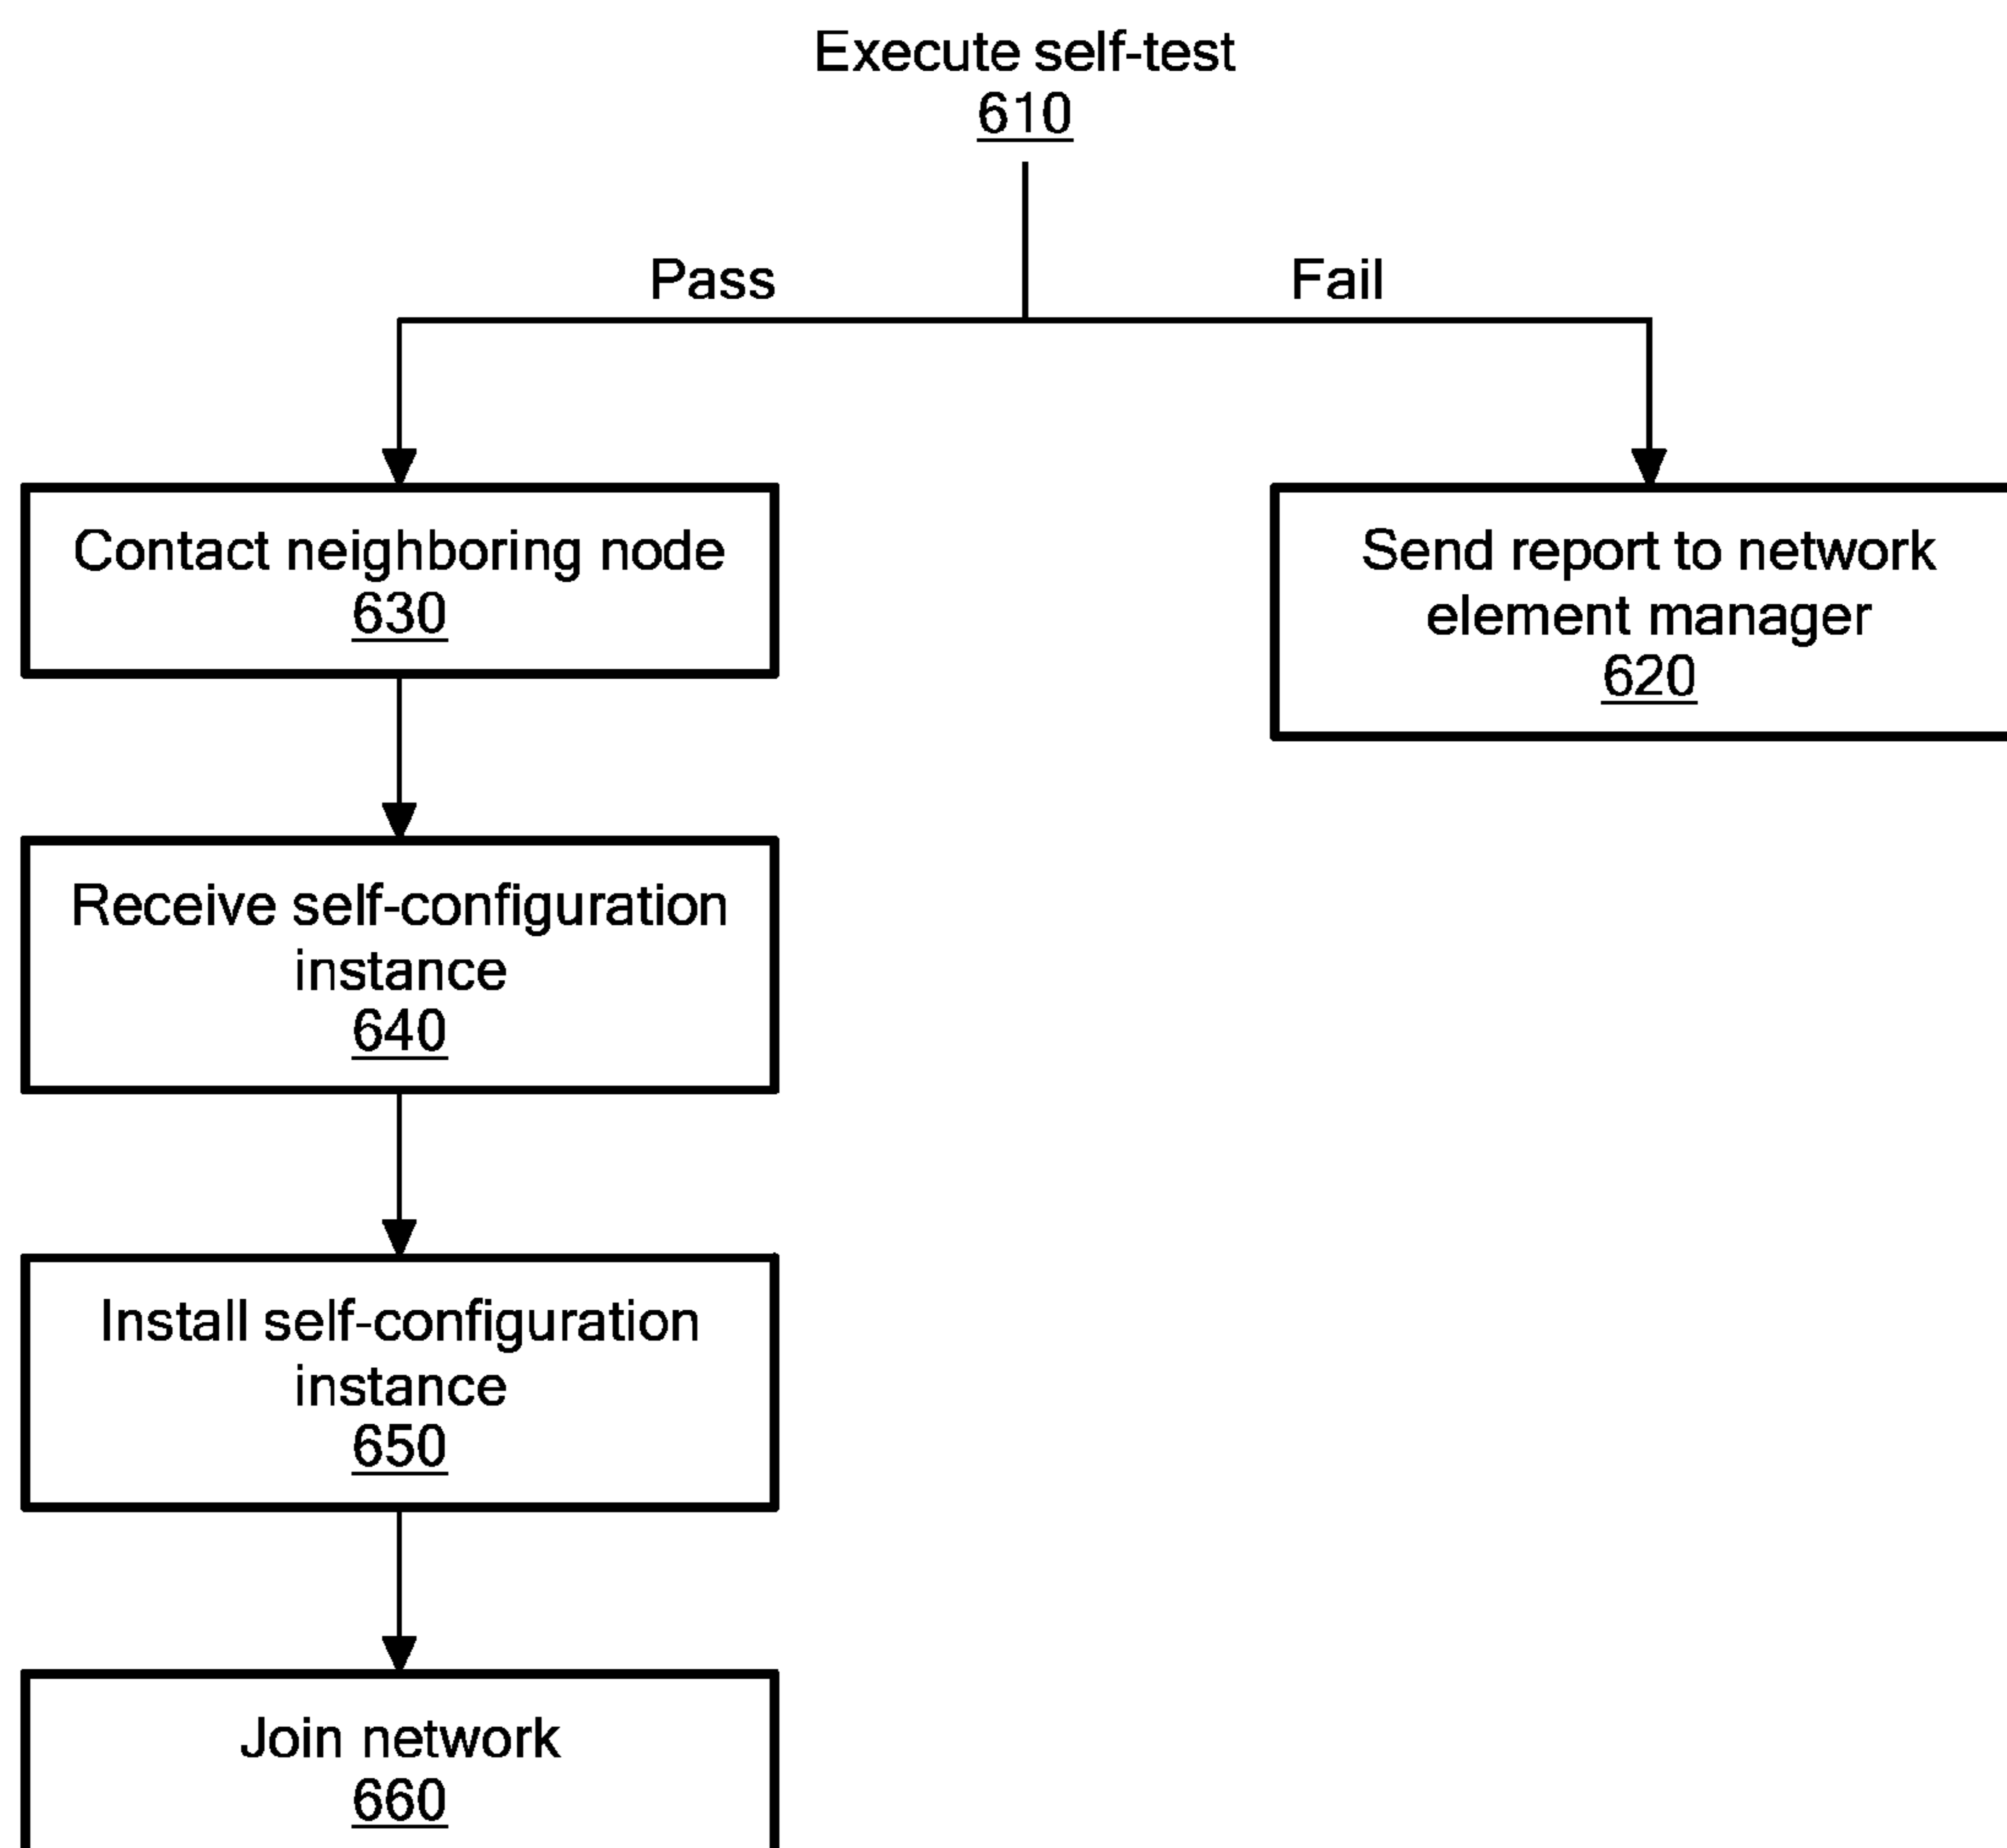 Execute self-test
610
Pass
Fail
Contact neighboring node
630
Send report to network
element manager
620
Receive self-configuration
instance
640
Install self-configuration
instance
650
Join network
660